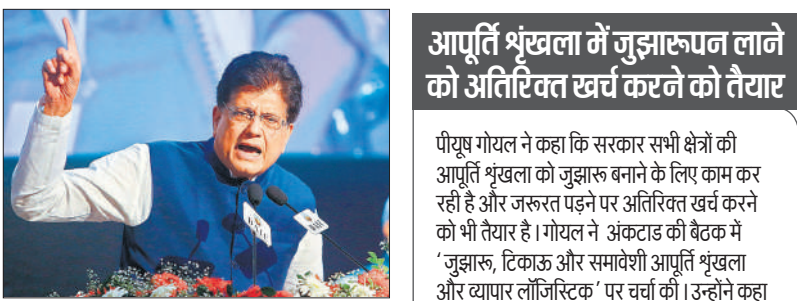 आपूर्ति श्रृंखला में जुझारूपन लाने
को अतिरिक्त खर्च करने को तैयार
पीयूष गोयल ने कहा कि सरकार सभी क्षेत्रों की
आपूर्ति श्रृंखला को जुझारू बनाने के लिए काम कर
रही है और जरूरत पड़ने पर अतिरिक्त खर्च करने
को भी तैयार है। गोयल ने अंकटाड की बैठक में
‘जुझारू, टिकाऊ और समावेशी आपूर्ति श्रृंखला
और व्यापार लॉजिस्टिक’ पर चर्चा की। उन्होंने कहा